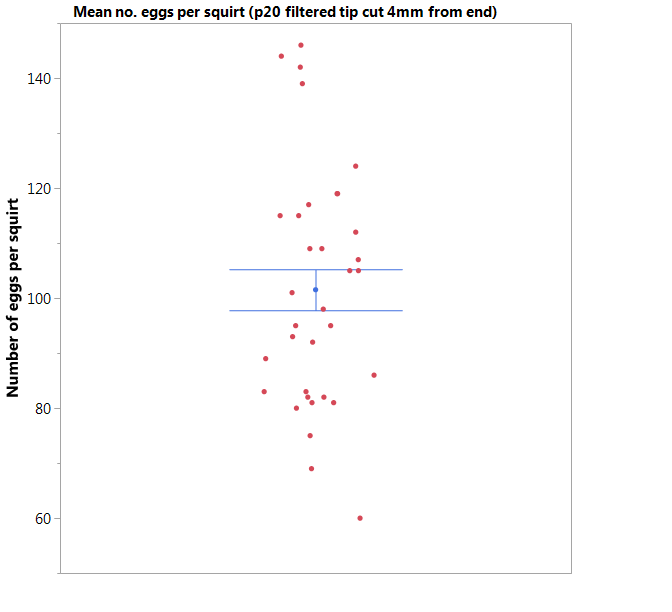 Mean no. eggs per squirt (p20 filtered tip cut 4mm from end)
Number of eggs per squirt
140
120
100
80
60